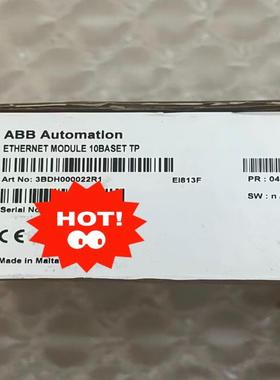 ABB Automation
ETHERNET MODULE 10BASET TP
Art No: 3BDH000022R1 EI813F PR : 04
Serial No SW : n
HOT!
CE
Made in Malta